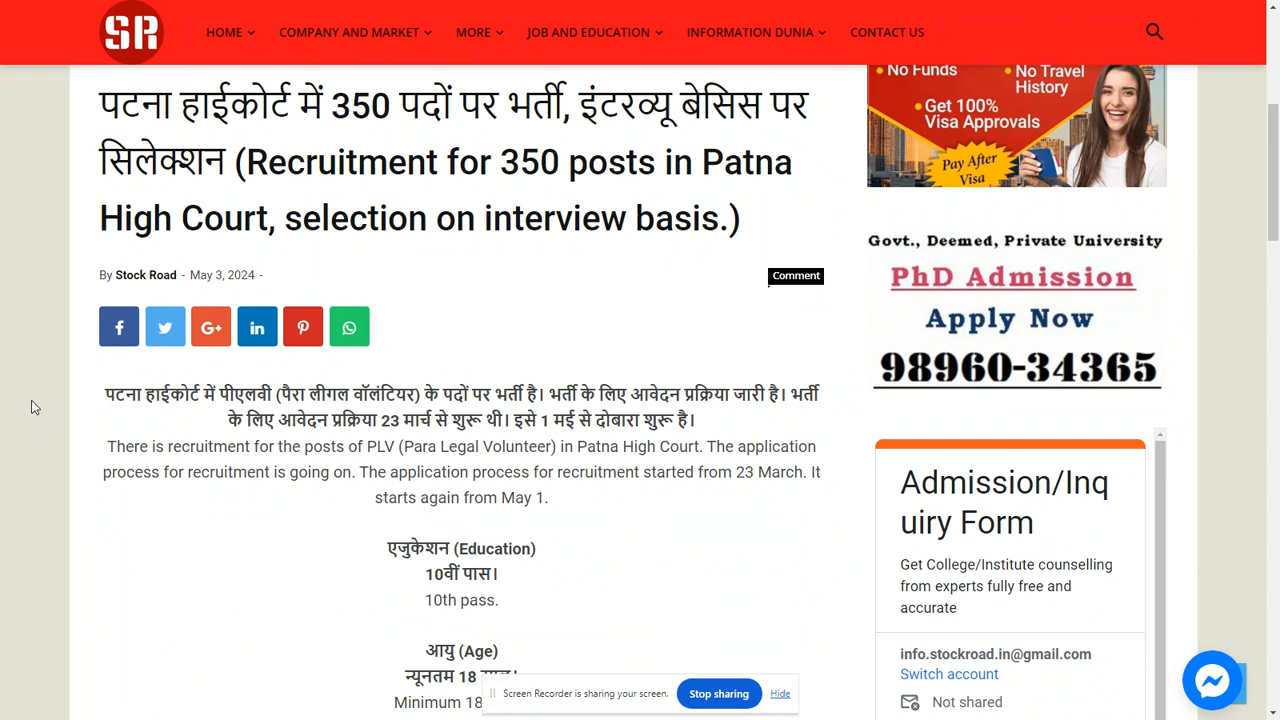 SR
HOME
COMPANY AND MARKET
MORE
JOB AND EDUCATION
INFORMATION DUNIA
CONTACT US
पटना हाईकोर्ट में 350 पदों पर भर्ती, इंटरव्यू बेसिस पर
सिलेक्शन (Recruitment for 350 posts in Patna
High Court, selection on interview basis.)
By Stock Road - May 3, 2024 -
Comment
पटना हाईकोर्ट में पीएलवी (पैरा लीगल वॉलंटियर) के पदों पर भर्ती है। भर्ती के लिए आवेदन प्रक्रिया जारी है। भर्ती
के लिए आवेदन प्रक्रिया 23 मार्च से शुरू थी। इसे 1 मई से दोबारा शुरू है।
There is recruitment for the posts of PLV (Para Legal Volunteer) in Patna High Court. The application
process for recruitment is going on. The application process for recruitment started from 23 March. It
starts again from May 1.
एजुकेशन (Education)
10वीं पास।
10th pass.
आयु (Age)
न्यूनतम 18
Minimum 18
Screen Recorder is sharing your screen.
Stop sharing
Hide
• No Funds
• No Travel
History
• Get 100%
Visa Approvals
Pay After
Visa
Govt., Deemed, Private University
PhD Admission
Apply Now
98960-34365
Admission/Inq
uiry Form
Get College/Institute counselling
from experts fully free and
accurate
info.stockroad.in@gmail.com
Switch account
Not shared